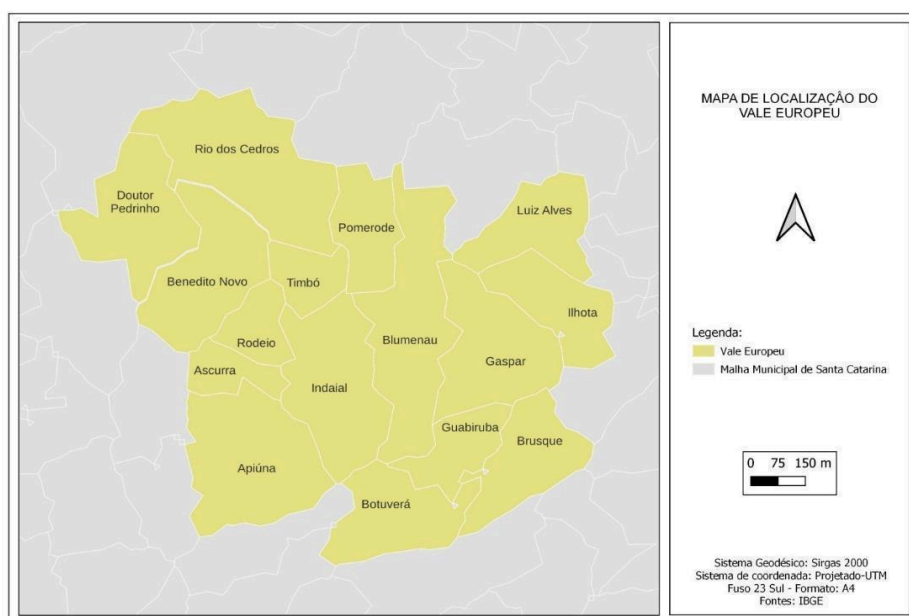 Rio dos Cedros
Doutor
Pedrinho
Luiz Alves
Pomerode
Benedito Novo
Timbó
Ilhota
Rodeio
Blumenau
Gaspar
Ascurra
Indaial
Guabiruba
Brusque
Apiúna
Botuverá
MAPA DE LOCALIZAÇÃO DO
VALE EUROPEU
Legenda:
Vale Europeu
Malha Municipal de Santa Catarina
0 75 150 m
Sistema Geodésico: Sirgas 2000
Sistema de coordenada: Projetado-UTM
Fuso 23 Sul - Formato: A4
Fontes: IBGE